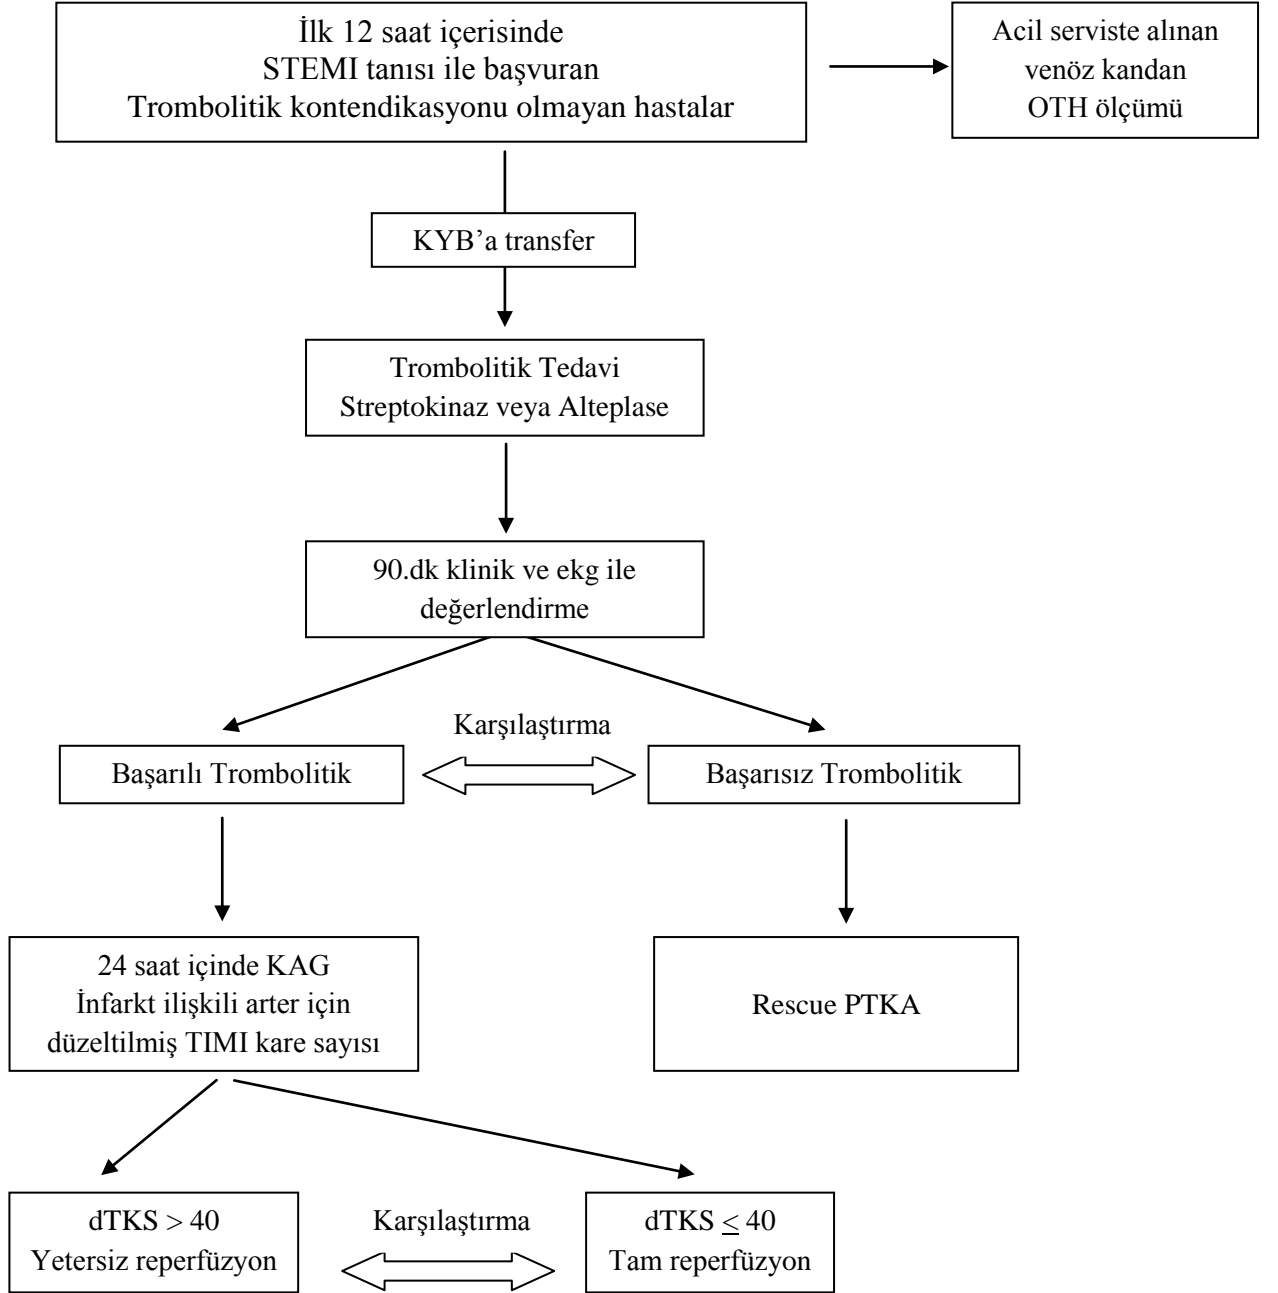 İlk 12 saat içerisinde
STEMI tanısı ile başvuran
Trombolitik kontendikasyonu olmayan hastalar
Acil serviste alınan
venöz kandan
OTH ölçümü
KYB’a transfer
Trombolitik Tedavi
Streptokinaz veya Alteplase
90.dk klinik ve ekg ile
değerlendirme
Karşılaştırma
Başarılı Trombolitik
Başarısız Trombolitik
24 saat içinde KAG
İnfarkt ilişkili arter için
düzeltilmiş TIMI kare sayısı
Rescue PTKA
dTKS > 40
Yetersiz reperfüzyon
Karşılaştırma
dTKS ≤ 40
Tam reperfüzyon